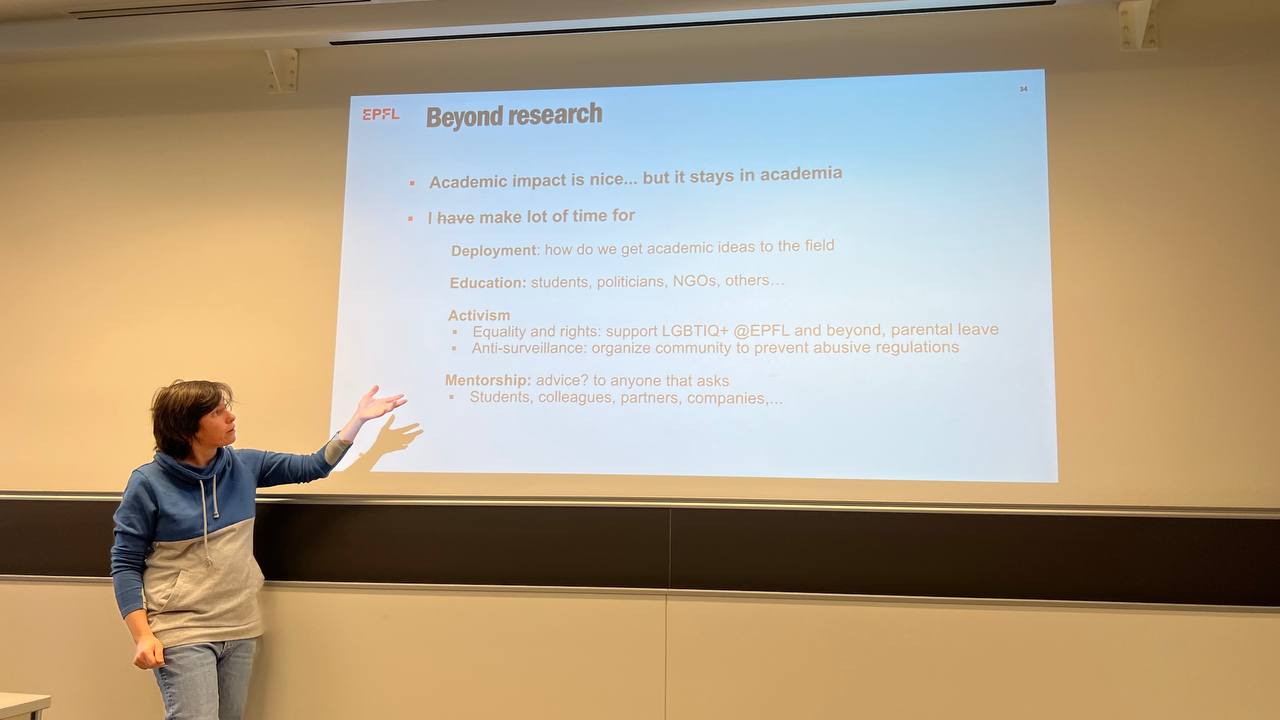 EPFL
Beyond research
34
Academic impact is nice... but it stays in academia
I have make lot of time for
Deployment: how do we get academic ideas to the field
Education: students, politicians, NGOs, others...
Activism
Equality and rights: support LGBTIQ+ @EPFL and beyond, parental leave
Anti-surveillance: organize community to prevent abusive regulations
Mentorship: advice? to anyone that asks
Students, colleagues, partners, companies,...